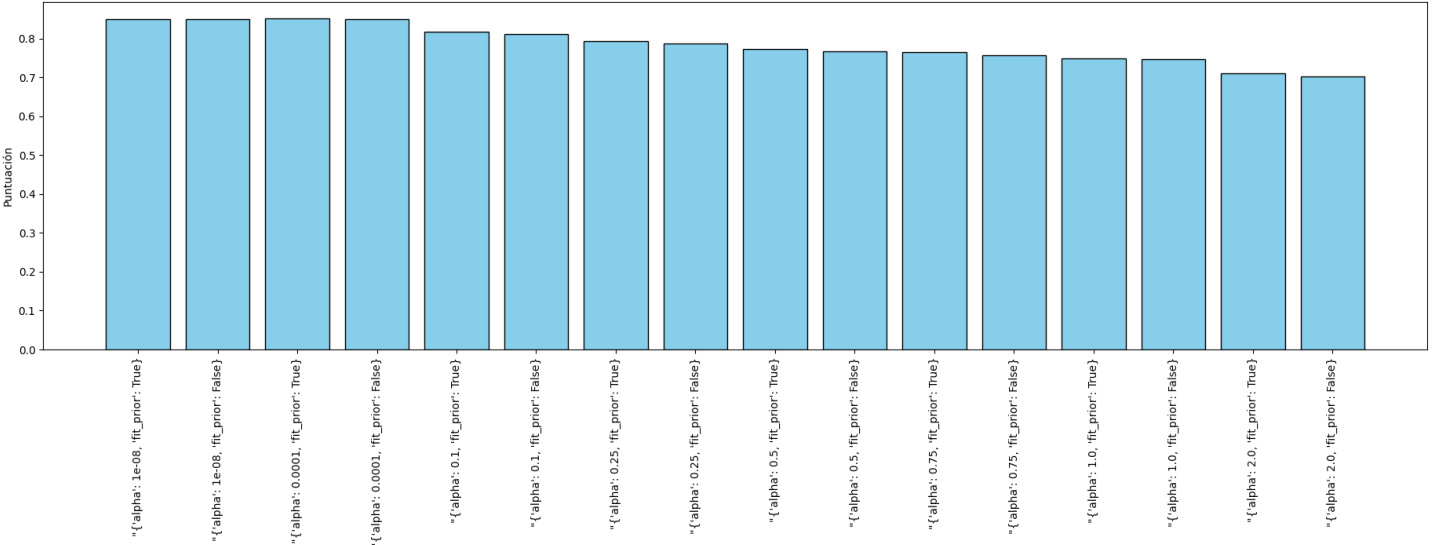 Puntuación
0.8
0.7
0.6
0.5
0.4
0.3
0.2
0.1
0.0
"{'alpha': 1e-08, 'fit_prior': True}
"{'alpha': 1e-08, 'fit_prior': False}
"{'alpha': 0.0001, 'fit_prior': True}
"{'alpha': 0.0001, 'fit_prior': False}
"{'alpha': 0.1, 'fit_prior': True}
"{'alpha': 0.1, 'fit_prior': False}
"{'alpha': 0.25, 'fit_prior': True}
"{'alpha': 0.25, 'fit_prior': False}
"{'alpha': 0.5, 'fit_prior': True}
"{'alpha': 0.5, 'fit_prior': False}
"{'alpha': 0.75, 'fit_prior': True}
"{'alpha': 0.75, 'fit_prior': False}
"{'alpha': 1.0, 'fit_prior': True}
"{'alpha': 1.0, 'fit_prior': False}
"{'alpha': 2.0, 'fit_prior': True}
"{'alpha': 2.0, 'fit_prior': False}